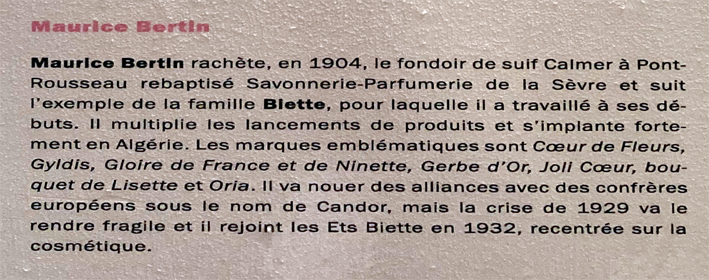 Maurice Bertin
Maurice Bertin rachète, en 1904, le fondoir de suif Calmer à Pont-
Rousseau rebaptisé Savonnerie-Parfumerie de la Sèvre et suit
l'exemple de la famille Biette, pour laquelle il a travaillé à ses dé-
buts. Il multiplie les lancements de produits et s'implante forte-
ment en Algérie. Les marques emblématiques sont Cœur de Fleurs,
Gyldis, Gloire de France et de Ninette, Gerbe d'Or, Joli Cœur, bou-
quet de Lisette et Oria. Il va nouer des alliances avec des confrères
européens sous le nom de Candor, mais la crise de 1929 va le
rendre fragile et il rejoint les Ets Biette en 1932, recentrée sur la
cosmétique.